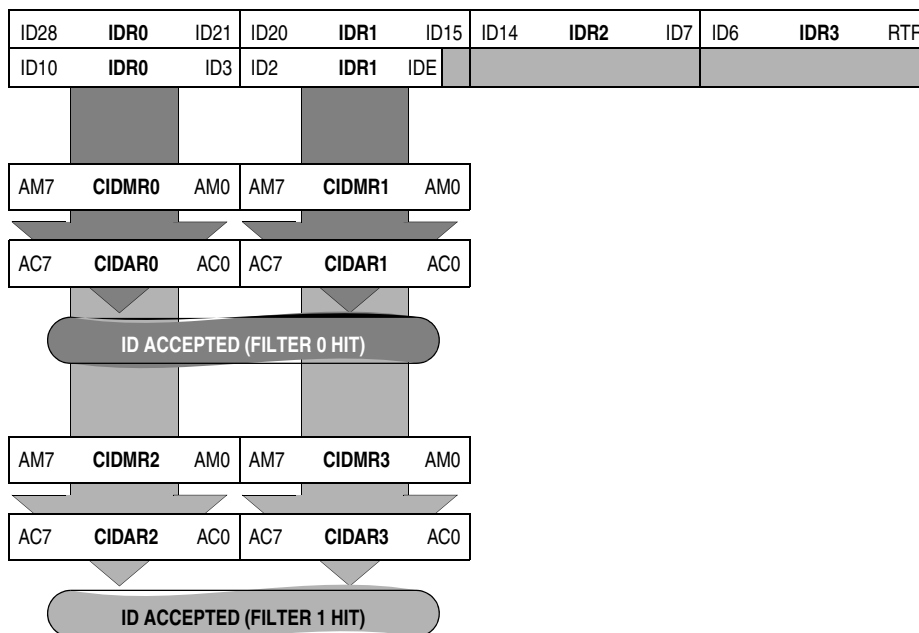 ID28 IDR0 ID21 ID20 IDR1 ID15 ID14 IDR2 ID7 ID6 IDR3 RTR
ID10 IDR0 ID3 ID2 IDR1 IDE
AM7 CIDMR0 AM0 AM7 CIDMR1 AM0
AC7 CIDAR0 AC0 AC7 CIDAR1 AC0
ID ACCEPTED (FILTER 0 HIT)
AM7 CIDMR2 AM0 AM7 CIDMR3 AM0
AC7 CIDAR2 AC0 AC7 CIDAR3 AC0
ID ACCEPTED (FILTER 1 HIT)